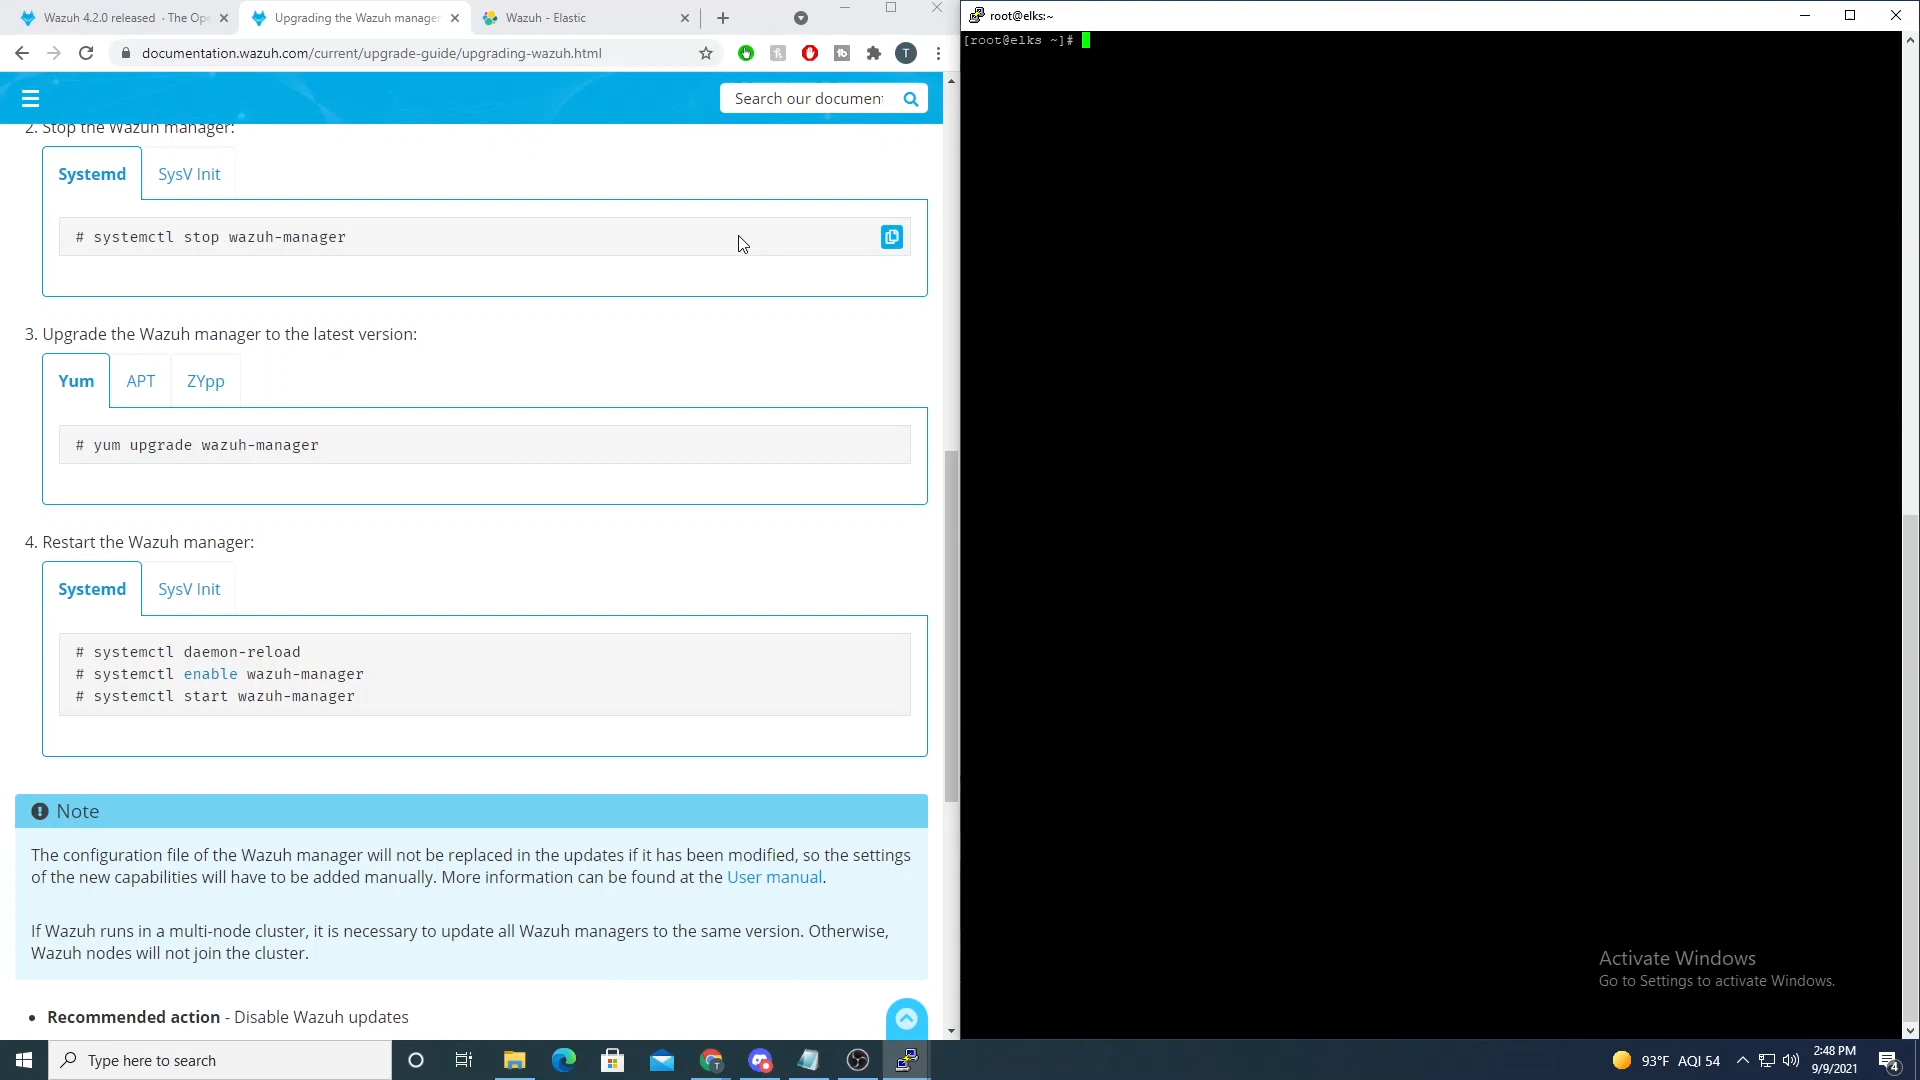 Wazuh 4.2.0 released · The Ope
Upgrading the Wazuh manager
Wazuh - Elastic
root@elks:~
documentation.wazuh.com/current/upgrade-guide/upgrading-wazuh.html
T
[root@elks ~]#
Search our document
2. Stop the Wazuh manager:
Systemd
SysV Init
# systemctl stop wazuh-manager
3. Upgrade the Wazuh manager to the latest version:
Yum
APT
ZYpp
# yum upgrade wazuh-manager
4. Restart the Wazuh manager:
Systemd
SysV Init
# systemctl daemon-reload
# systemctl enable wazuh-manager
# systemctl start wazuh-manager
Note
The configuration file of the Wazuh manager will not be replaced in the updates if it has been modified, so the settings
of the new capabilities will have to be added manually. More information can be found at the User manual.
If Wazuh runs in a multi-node cluster, it is necessary to update all Wazuh managers to the same version. Otherwise,
Wazuh nodes will not join the cluster.
• Recommended action - Disable Wazuh updates
Activate Windows
Go to Settings to activate Windows.
Type here to search
93°F AQI 54
2:48 PM
9/9/2021
4